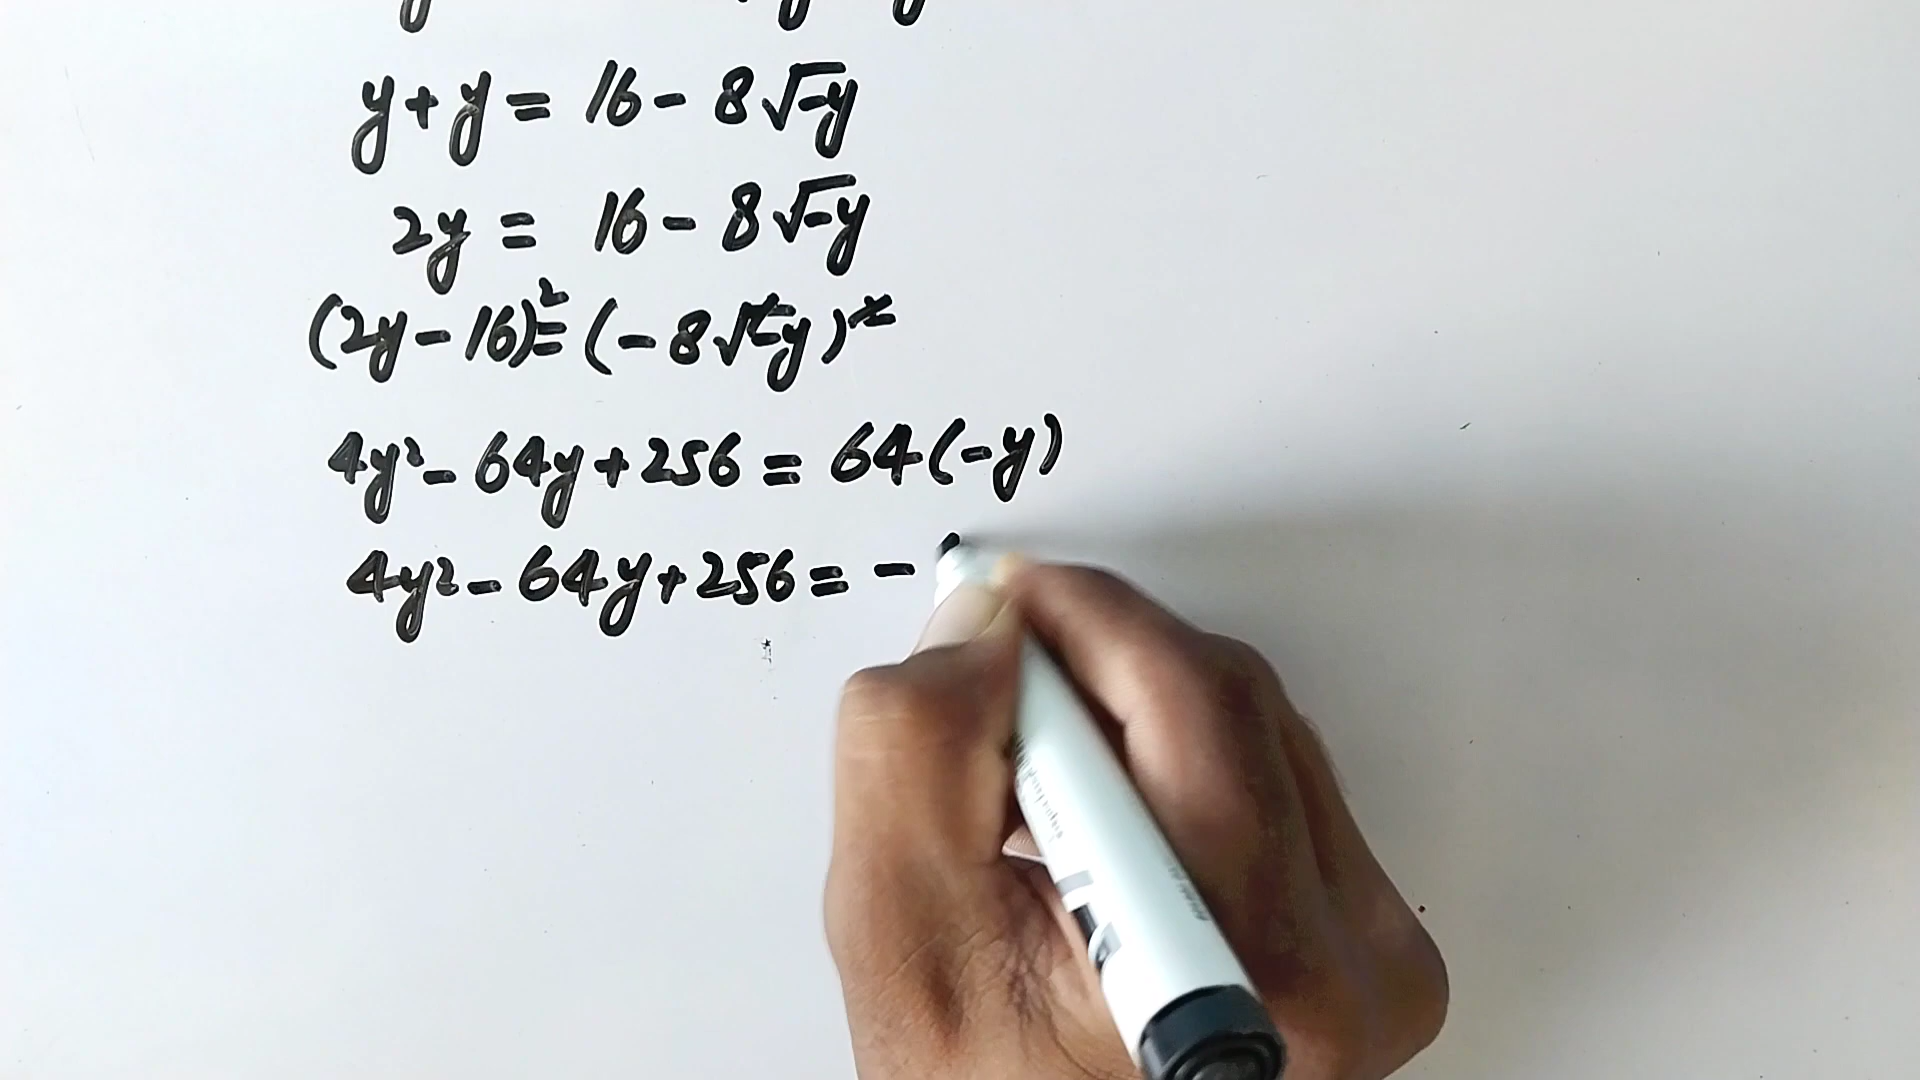 y+y = 16 - 8√-y
2y = 16 - 8√-y
(2y - 16)² = (-8√-y)²
4y² - 64y + 256 = 64(-y)
4y² - 64y + 256 = -